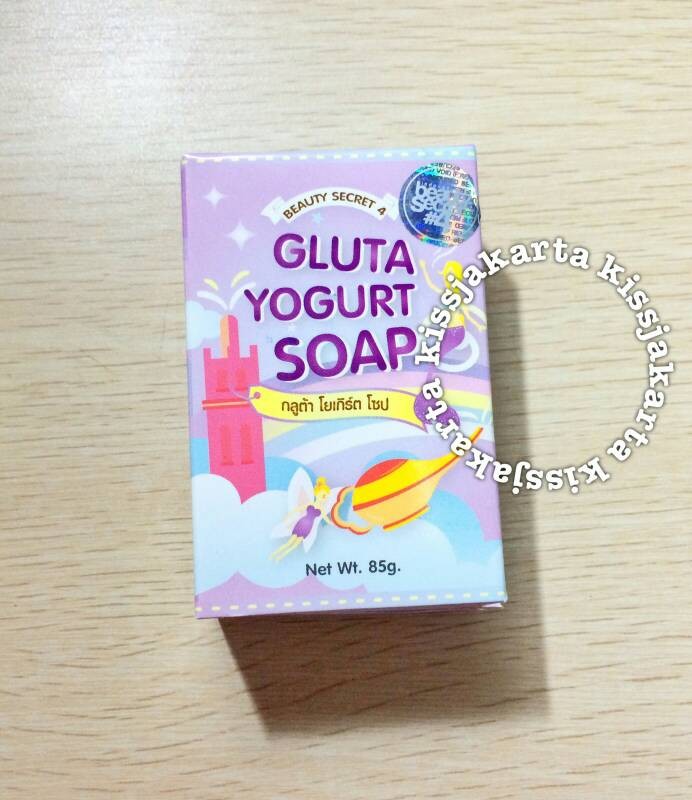 BEAUTY SECRET 4
GLUTA
YOGURT
SOAP
กลูต้า โยเกิร์ต โซป
Net Wt. 85g.
kissjakarta kissjakarta kissjakarta